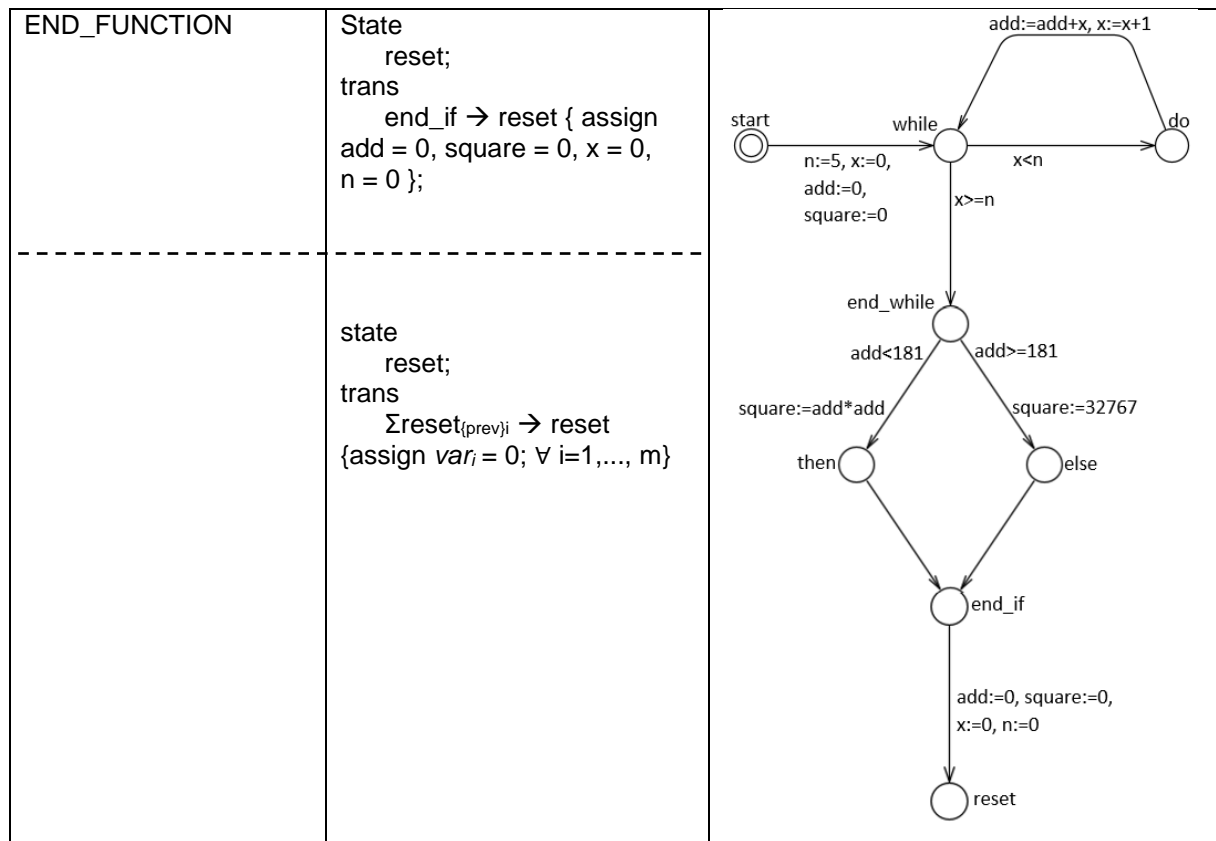 END_FUNCTION
State
reset;
trans
end_if → reset { assign
add = 0, square = 0, x = 0,
n = 0 };
state
reset;
trans
Σreset{prev}i → reset
{assign vari = 0; ∀ i=1,..., m}
add:=add+x, x:=x+1
start
while
do
n:=5, x:=0,
add:=0,
square:=0
x<n
x>=n
end_while
add<181
add>=181
square:=add*add
square:=32767
then
else
end_if
add:=0, square:=0,
x:=0, n:=0
reset